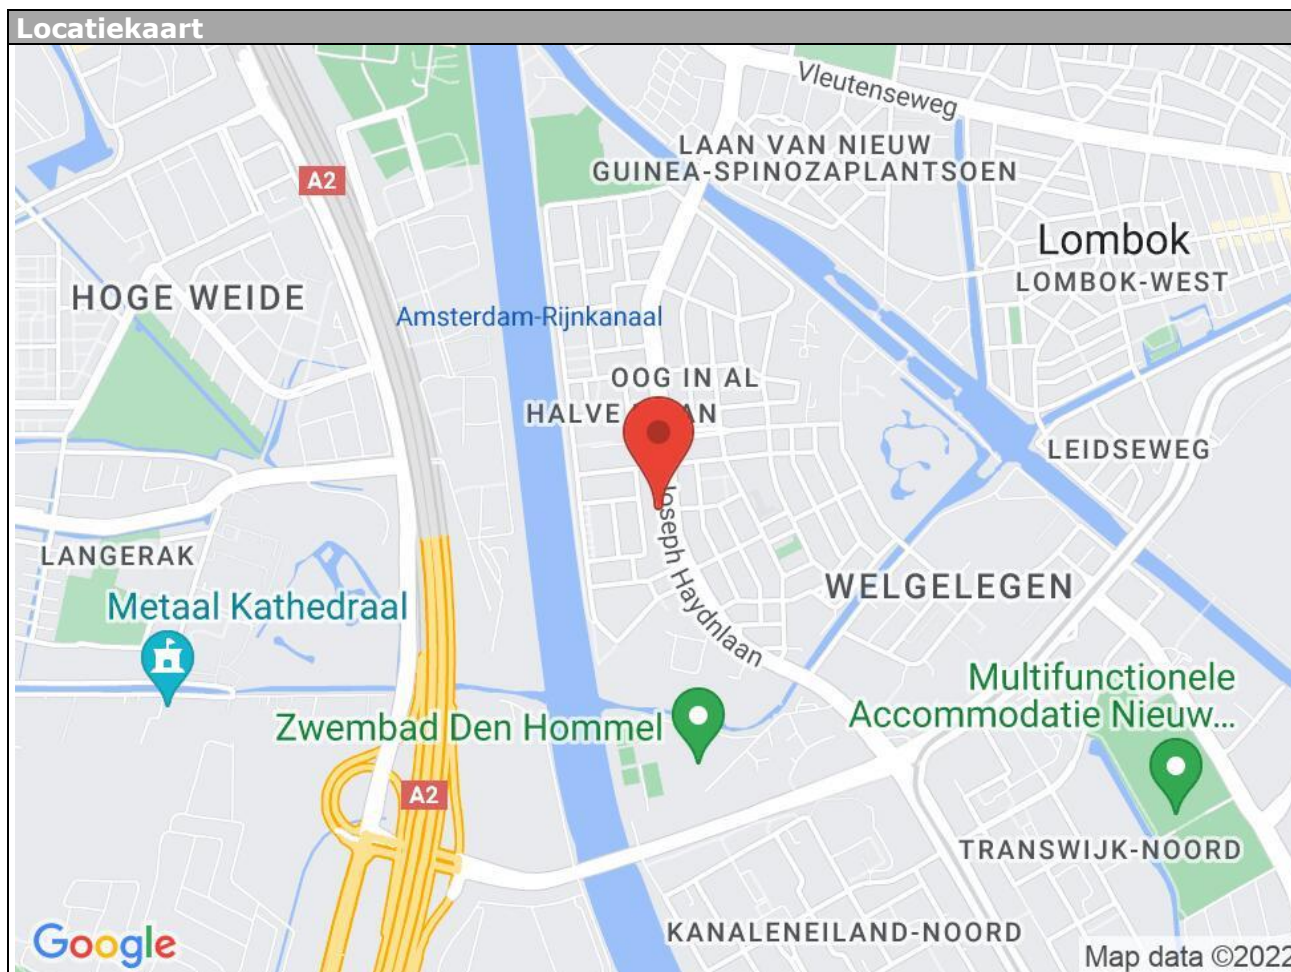 Locatiekaart
Vleutenseweg
LAAN VAN NIEUW
GUINEA-SPINOZAPLANTSOEN
A2
Lombok
LOMBOK-WEST
HOGE WEIDE
Amsterdam-Rijnkanaal
OOG IN AL
HALVE
LEIDSEWEG
Joseph Haydnlaan
LANGERAK
WELGELEGEN
Metaal Kathedraal
Multifunctionele
Accommodatie Nieuw...
Zwembad Den Hommel
A2
TRANSWIJK-NOORD
KANALENEILAND-NOORD
Google
Map data ©2022